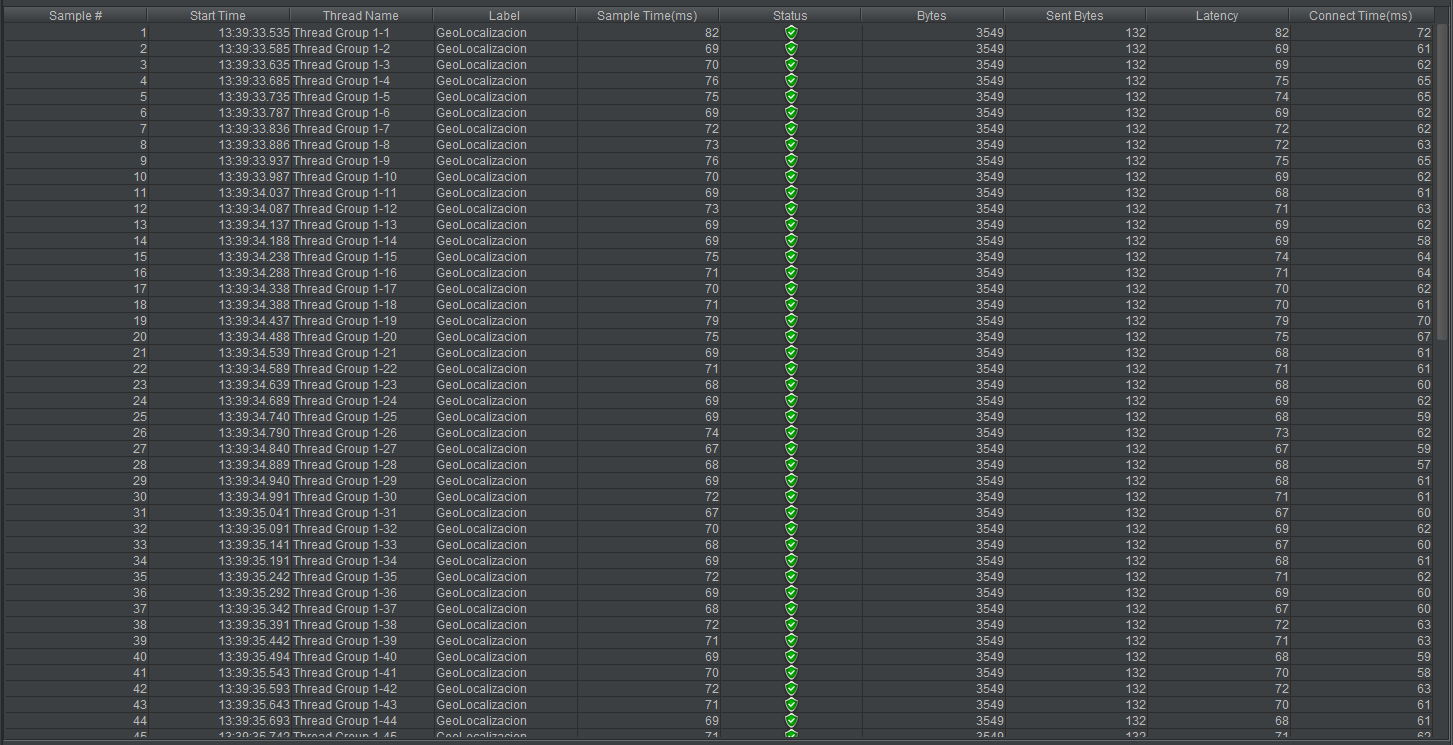 Sample # Start Time Thread Name Label Sample Time(ms) Status Bytes Sent Bytes Latency Connect Time(ms)
1 13:39:33.535 Thread Group 1-1 GeoLocalizacion 82 3549 132 82 72
2 13:39:33.585 Thread Group 1-2 GeoLocalizacion 69 3549 132 69 61
3 13:39:33.635 Thread Group 1-3 GeoLocalizacion 70 3549 132 69 62
4 13:39:33.685 Thread Group 1-4 GeoLocalizacion 76 3549 132 75 65
5 13:39:33.735 Thread Group 1-5 GeoLocalizacion 75 3549 132 74 65
6 13:39:33.787 Thread Group 1-6 GeoLocalizacion 69 3549 132 69 62
7 13:39:33.836 Thread Group 1-7 GeoLocalizacion 72 3549 132 72 62
8 13:39:33.886 Thread Group 1-8 GeoLocalizacion 73 3549 132 72 63
9 13:39:33.937 Thread Group 1-9 GeoLocalizacion 76 3549 132 75 65
10 13:39:33.987 Thread Group 1-10 GeoLocalizacion 70 3549 132 69 62
11 13:39:34.037 Thread Group 1-11 GeoLocalizacion 69 3549 132 68 61
12 13:39:34.087 Thread Group 1-12 GeoLocalizacion 73 3549 132 71 63
13 13:39:34.137 Thread Group 1-13 GeoLocalizacion 69 3549 132 69 62
14 13:39:34.188 Thread Group 1-14 GeoLocalizacion 69 3549 132 69 58
15 13:39:34.238 Thread Group 1-15 GeoLocalizacion 75 3549 132 74 64
16 13:39:34.288 Thread Group 1-16 GeoLocalizacion 71 3549 132 71 64
17 13:39:34.338 Thread Group 1-17 GeoLocalizacion 70 3549 132 70 62
18 13:39:34.388 Thread Group 1-18 GeoLocalizacion 71 3549 132 70 61
19 13:39:34.437 Thread Group 1-19 GeoLocalizacion 79 3549 132 79 70
20 13:39:34.488 Thread Group 1-20 GeoLocalizacion 75 3549 132 75 67
21 13:39:34.539 Thread Group 1-21 GeoLocalizacion 69 3549 132 68 61
22 13:39:34.589 Thread Group 1-22 GeoLocalizacion 71 3549 132 71 61
23 13:39:34.639 Thread Group 1-23 GeoLocalizacion 68 3549 132 68 60
24 13:39:34.689 Thread Group 1-24 GeoLocalizacion 69 3549 132 69 62
25 13:39:34.740 Thread Group 1-25 GeoLocalizacion 69 3549 132 68 59
26 13:39:34.790 Thread Group 1-26 GeoLocalizacion 74 3549 132 73 62
27 13:39:34.840 Thread Group 1-27 GeoLocalizacion 67 3549 132 67 59
28 13:39:34.889 Thread Group 1-28 GeoLocalizacion 68 3549 132 68 57
29 13:39:34.940 Thread Group 1-29 GeoLocalizacion 69 3549 132 68 61
30 13:39:34.991 Thread Group 1-30 GeoLocalizacion 72 3549 132 71 61
31 13:39:35.041 Thread Group 1-31 GeoLocalizacion 67 3549 132 67 60
32 13:39:35.091 Thread Group 1-32 GeoLocalizacion 70 3549 132 69 62
33 13:39:35.141 Thread Group 1-33 GeoLocalizacion 68 3549 132 67 60
34 13:39:35.191 Thread Group 1-34 GeoLocalizacion 69 3549 132 68 61
35 13:39:35.242 Thread Group 1-35 GeoLocalizacion 72 3549 132 71 62
36 13:39:35.292 Thread Group 1-36 GeoLocalizacion 69 3549 132 69 60
37 13:39:35.342 Thread Group 1-37 GeoLocalizacion 68 3549 132 67 60
38 13:39:35.391 Thread Group 1-38 GeoLocalizacion 72 3549 132 72 63
39 13:39:35.442 Thread Group 1-39 GeoLocalizacion 71 3549 132 71 63
40 13:39:35.494 Thread Group 1-40 GeoLocalizacion 69 3549 132 68 59
41 13:39:35.543 Thread Group 1-41 GeoLocalizacion 70 3549 132 70 58
42 13:39:35.593 Thread Group 1-42 GeoLocalizacion 72 3549 132 72 63
43 13:39:35.643 Thread Group 1-43 GeoLocalizacion 71 3549 132 70 61
44 13:39:35.693 Thread Group 1-44 GeoLocalizacion 69 3549 132 68 61
45 13:39:35.742 Thread Group 1-45 GeoLocalizacion 71 3549 132 71 62